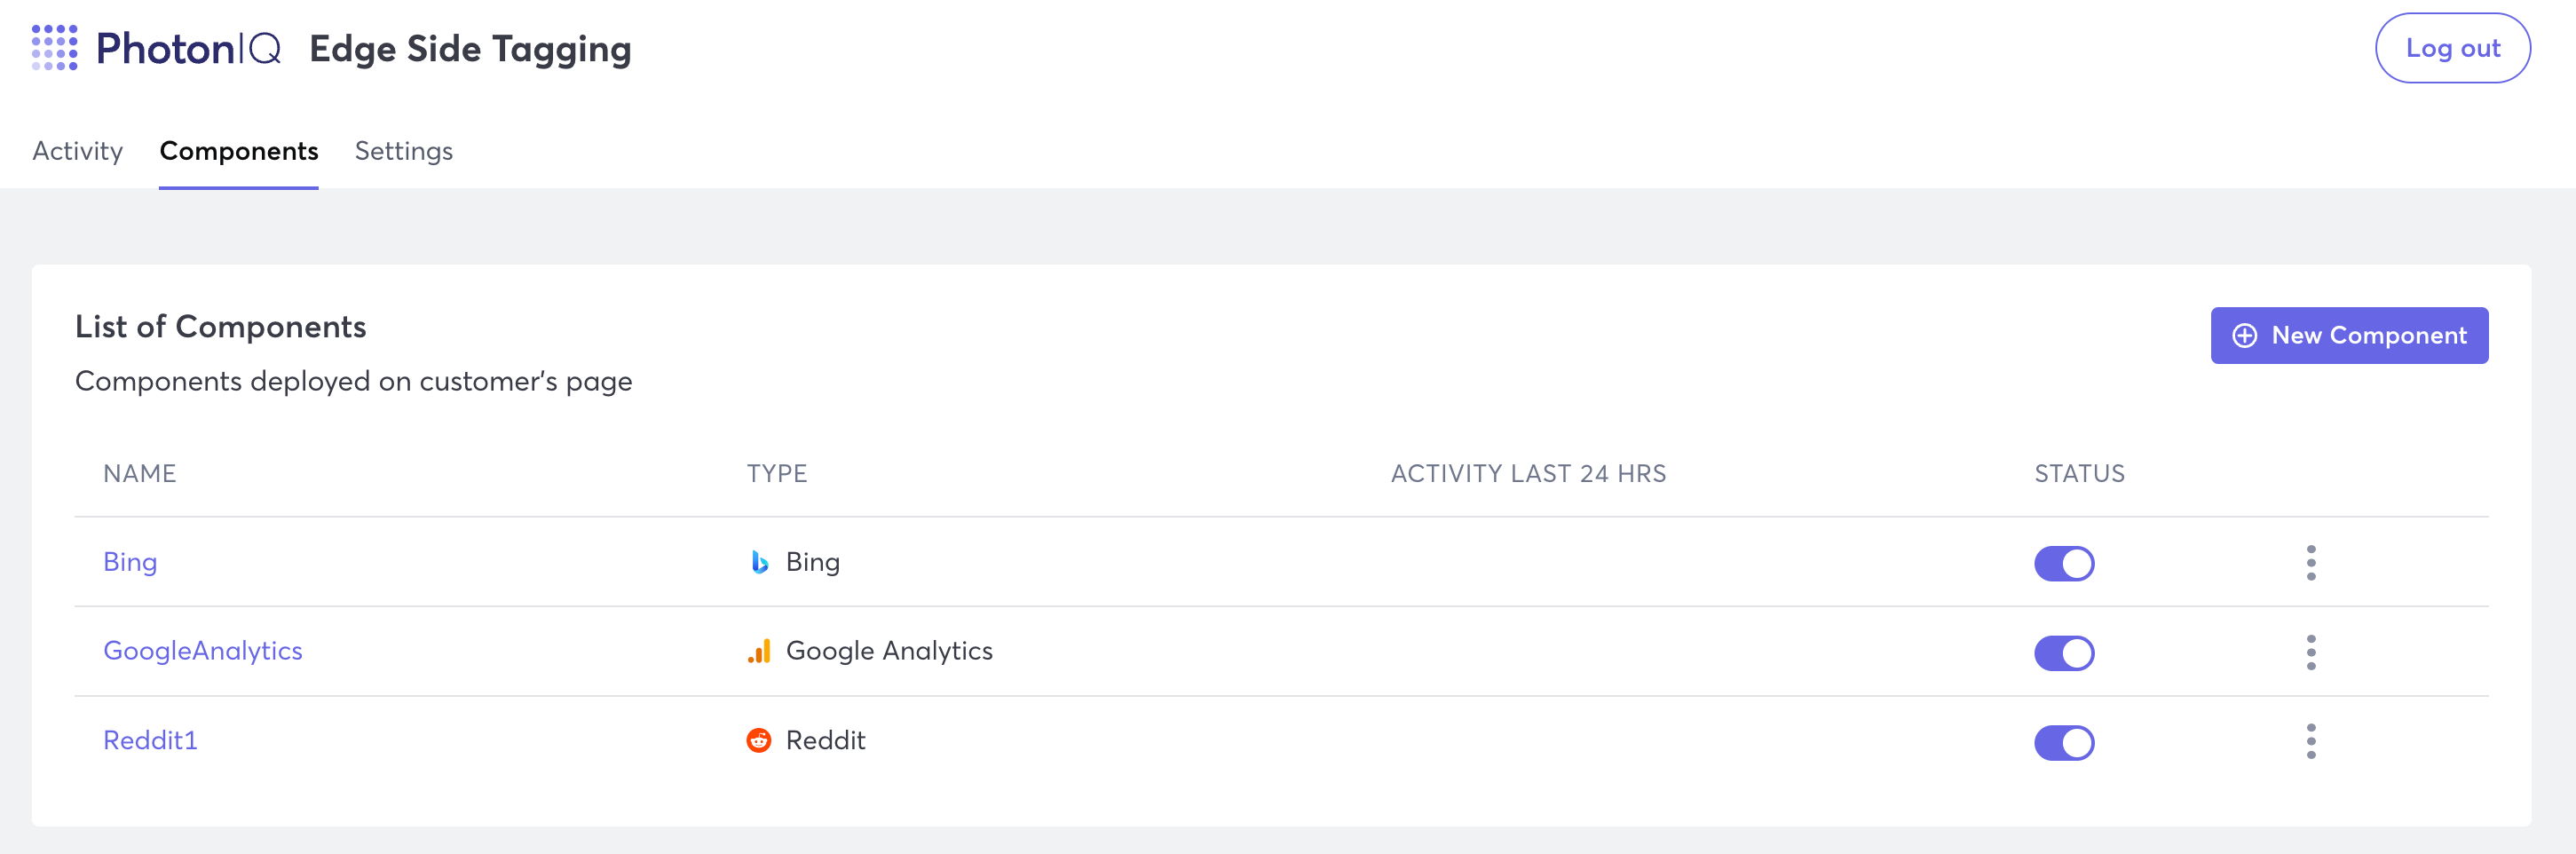 PhotonIQ Edge Side Tagging
Log out
Activity Components Settings
List of Components
New Component
Components deployed on customer's page
NAME TYPE ACTIVITY LAST 24 HRS STATUS
Bing Bing
GoogleAnalytics Google Analytics
Reddit1 Reddit